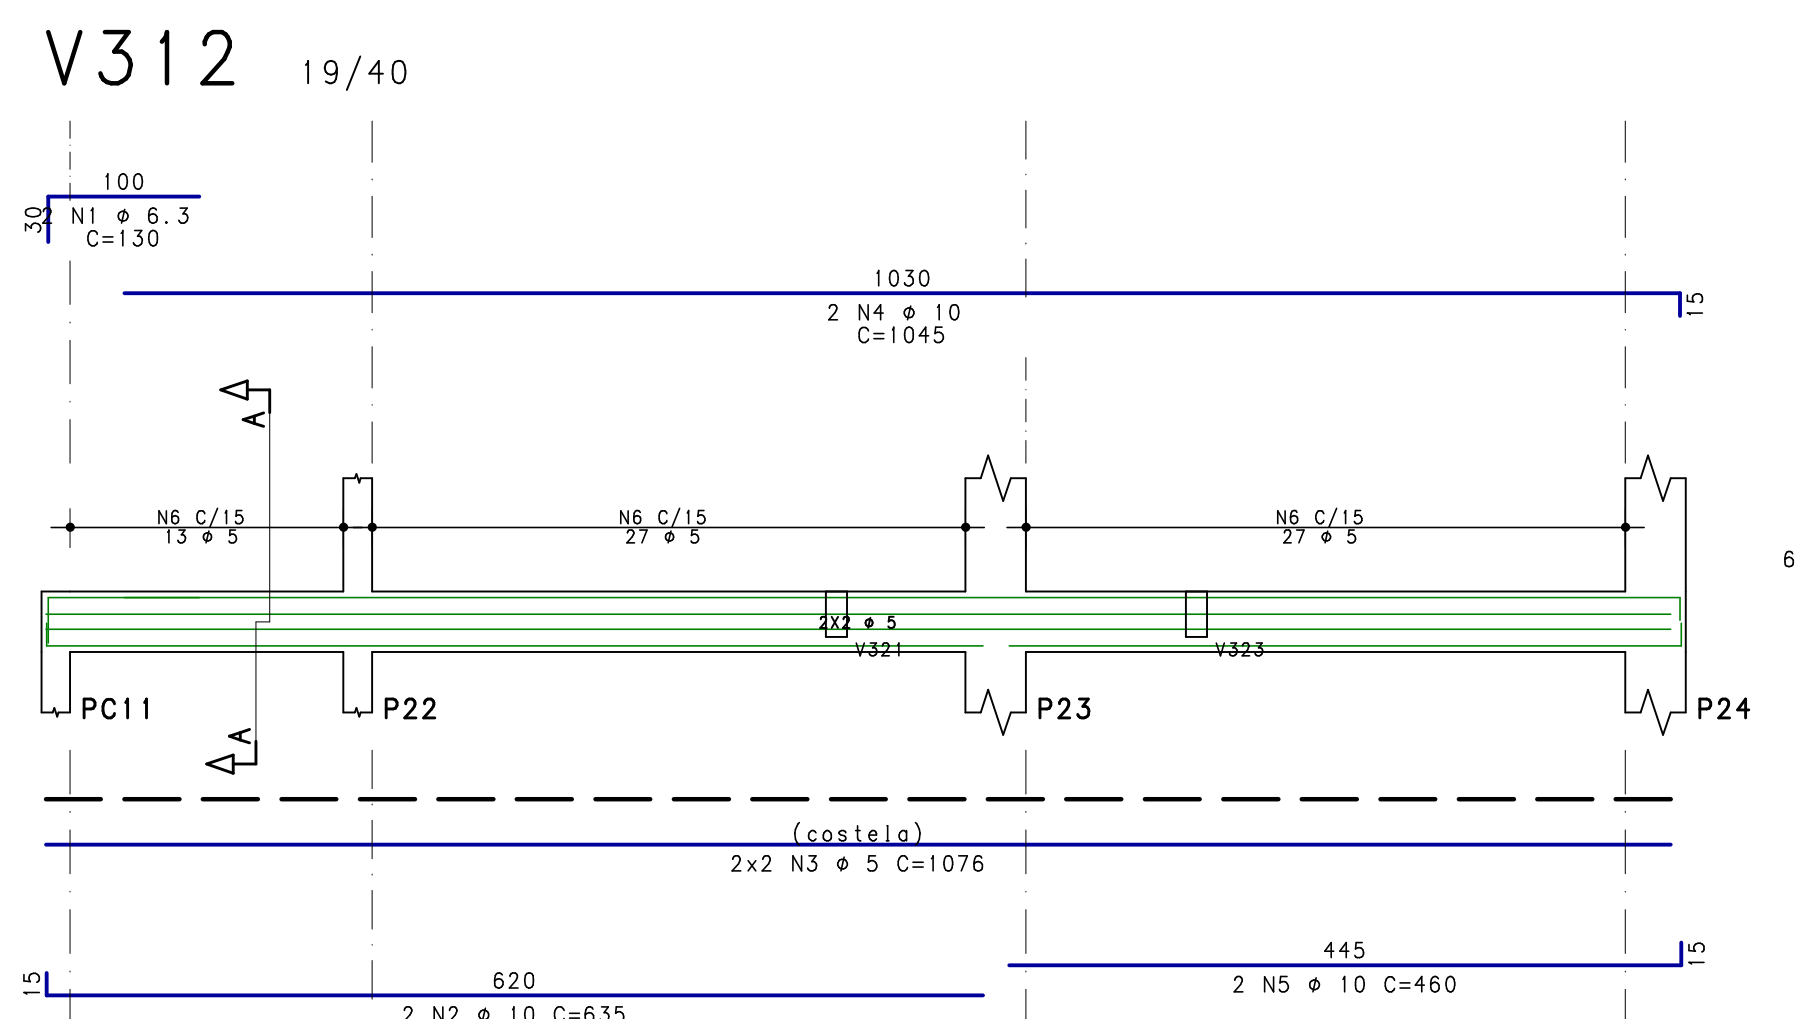 V312 19/40
100
30
2 N1 ø 6.3
C=130
1030
15
2 N4 ø 10
C=1045
A
N6 C/15
13 ø 5
N6 C/15
27 ø 5
N6 C/15
27 ø 5
6
2X2 ø 5
V321
V323
PC11
P22
P23
P24
A
(costela)
2x2 N3 ø 5 C=1076
445
15
2 N5 ø 10 C=460
15
620
2 N2 ø 10 C=635